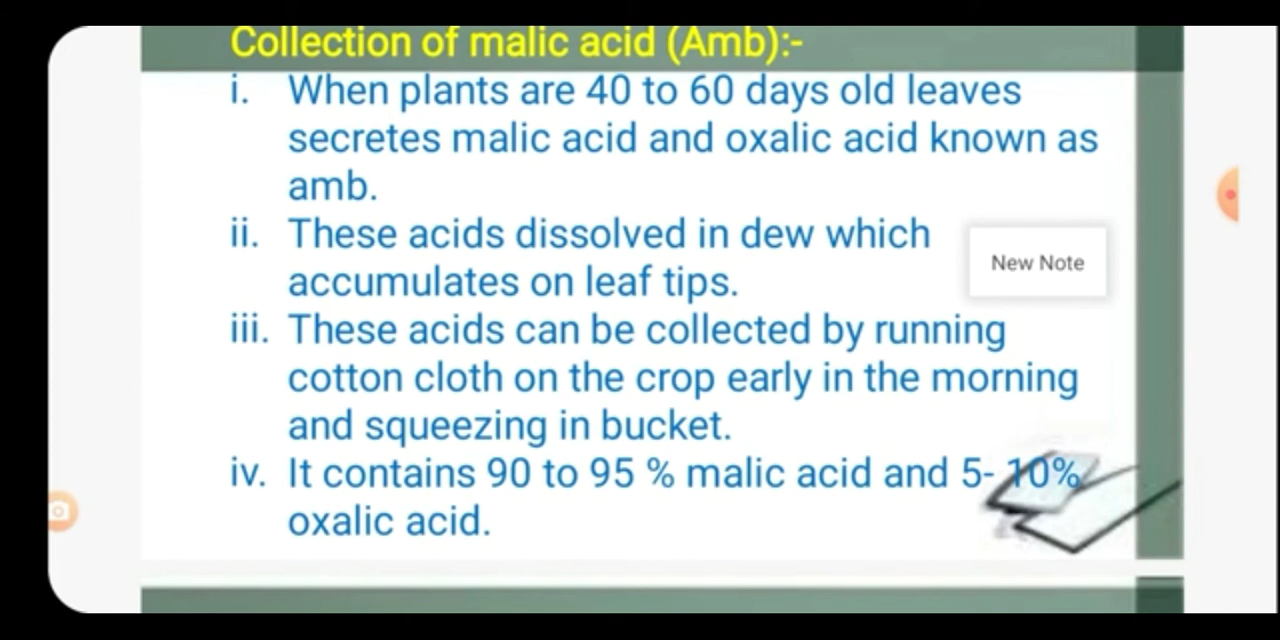 Collection of malic acid (Amb):-
i. When plants are 40 to 60 days old leaves
secretes malic acid and oxalic acid known as
amb.
ii. These acids dissolved in dew which
accumulates on leaf tips.
New Note
iii. These acids can be collected by running
cotton cloth on the crop early in the morning
and squeezing in bucket.
iv. It contains 90 to 95 % malic acid and 5- 10%
oxalic acid.